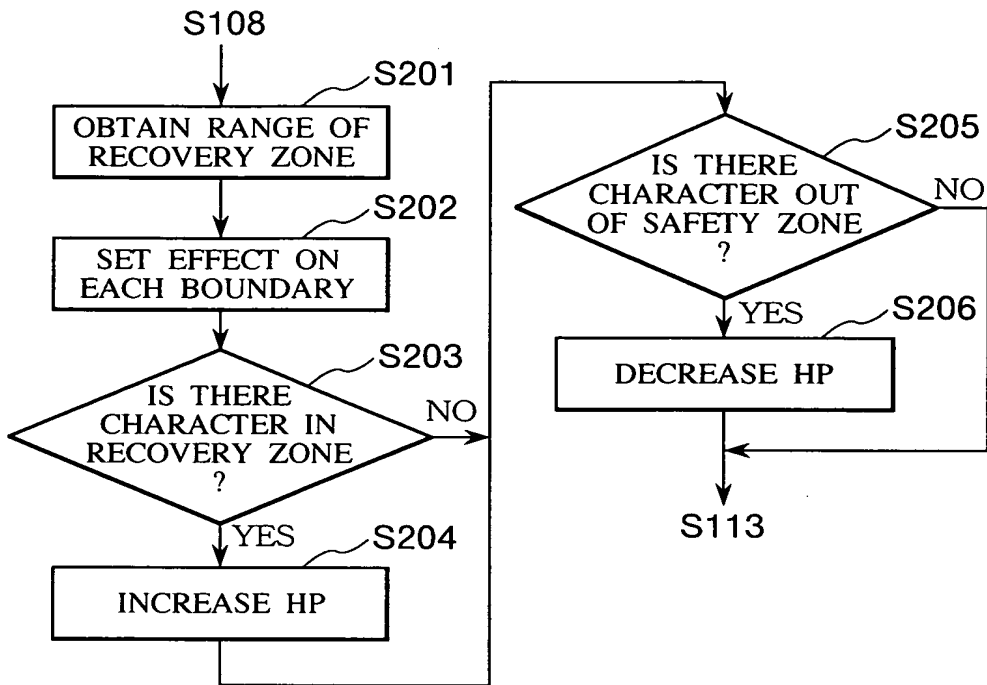 S108
S201
OBTAIN RANGE OF
RECOVERY ZONE
S202
SET EFFECT ON
EACH BOUNDARY
S203
IS THERE
CHARACTER IN
RECOVERY ZONE
?
NO
YES
S204
INCREASE HP
S205
IS THERE
CHARACTER OUT
OF SAFETY ZONE
?
NO
YES
S206
DECREASE HP
S113